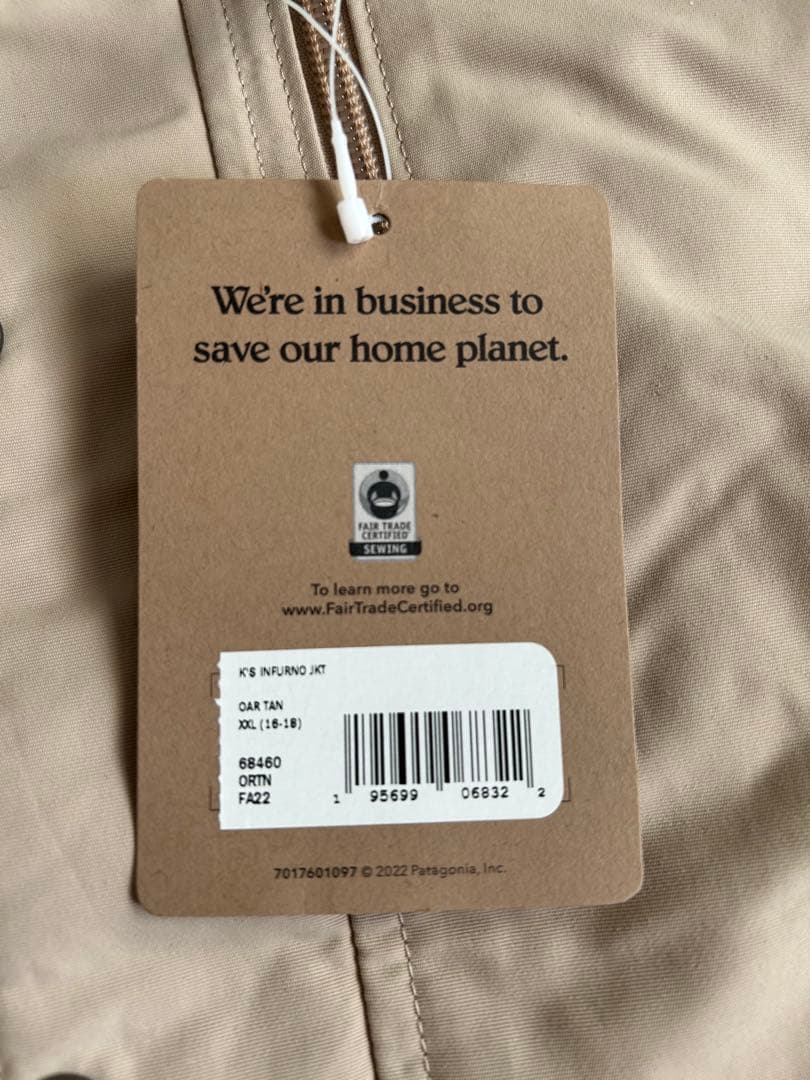 We're in business to
save our home planet.
FAIR TRADE
CERTIFIED
SEWING
To learn more go to
www.FairTradeCertified.org
K'S INFURNO JKT
OAR TAN
XXL (16-18)
68460
ORTN
FA22
1 95699 06832 2
7017601097 © 2022 Patagonia, Inc.